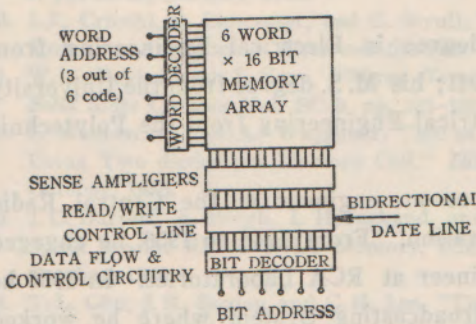 WORD
ADDRESS
(3 out of
6 code)
WORD DECODER
6 WORD
× 16 BIT
MEMORY
ARRAY
SENSE AMPLIGIERS
READ/WRITE
CONTROL LINE
BIDRECTIONAL
DATE LINE
DATA FLOW &
CONTROL CIRCUITRY
BIT DECODER
BIT ADDRESS